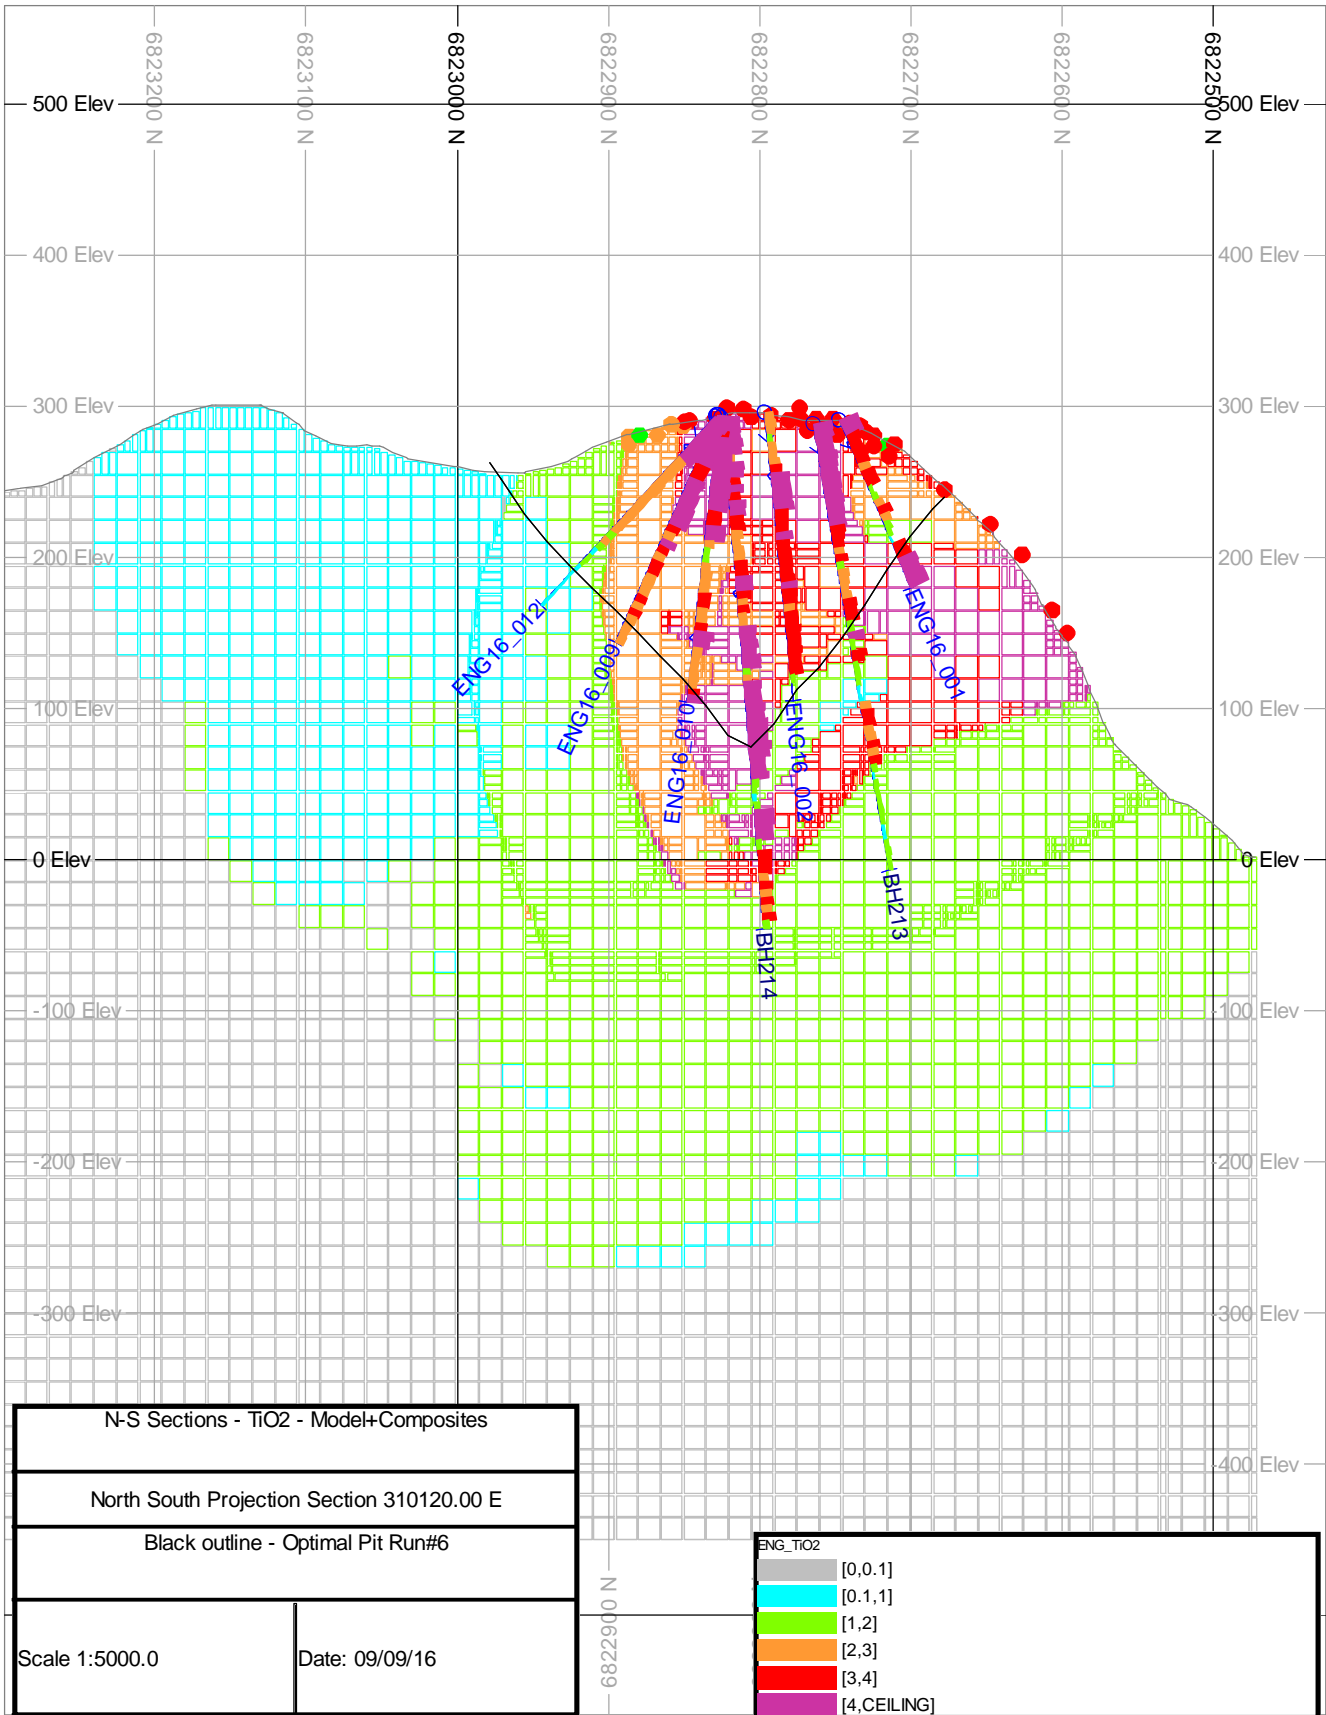 6823200 N
6823100 N
6823000 N
6822900 N
6822800 N
6822700 N
6822600 N
6822500 N
500 Elev
500 Elev
400 Elev
400 Elev
300 Elev
300 Elev
200 Elev
200 Elev
100 Elev
100 Elev
0 Elev
0 Elev
-100 Elev
-100 Elev
-200 Elev
-200 Elev
-300 Elev
-300 Elev
-400 Elev
ENG16_012
ENG16_009
ENG16_010
ENG16_002
ENG16_001
BH213
BH214
N-S Sections - TiO2 - Model+Composites
North South Projection Section 310120.00 E
Black outline - Optimal Pit Run#6
Scale 1:5000.0
Date: 09/09/16
6822900 N
ENG_TiO2
[0,0.1]
[0.1,1]
[1,2]
[2,3]
[3,4]
[4,CEILING]